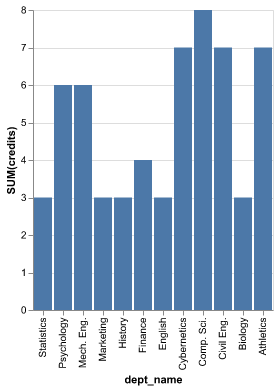 8
7
6
5
4
3
2
1
0
SUM(credits)
Statistics
Psychology
Mech. Eng.
Marketing
History
Finance
English
Cybernetics
Comp. Sci.
Civil Eng.
Biology
Athletics
dept_name